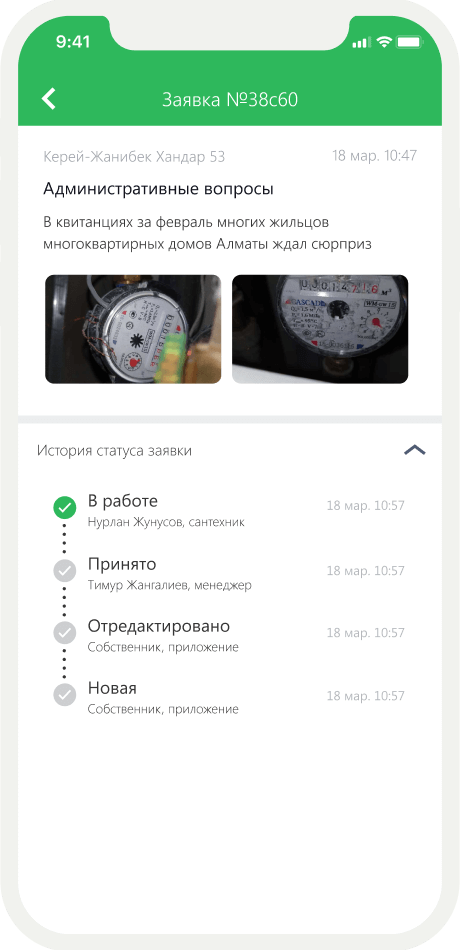 9:41
Заявка №38c60
Керей-Жанибек Хандар 53
18 мар. 10:47
Административные вопросы
В квитанциях за февраль многих жильцов
многоквартирных домов Алматы ждал сюрприз
ASCADE
История статуса заявки
В работе
18 мар. 10:57
Нурлан Жунусов, сантехник
Принято
18 мар. 10:57
Тимур Жангалиев, менеджер
Отредактировано
18 мар. 10:57
Собственник, приложение
Новая
18 мар. 10:57
Собственник, приложение